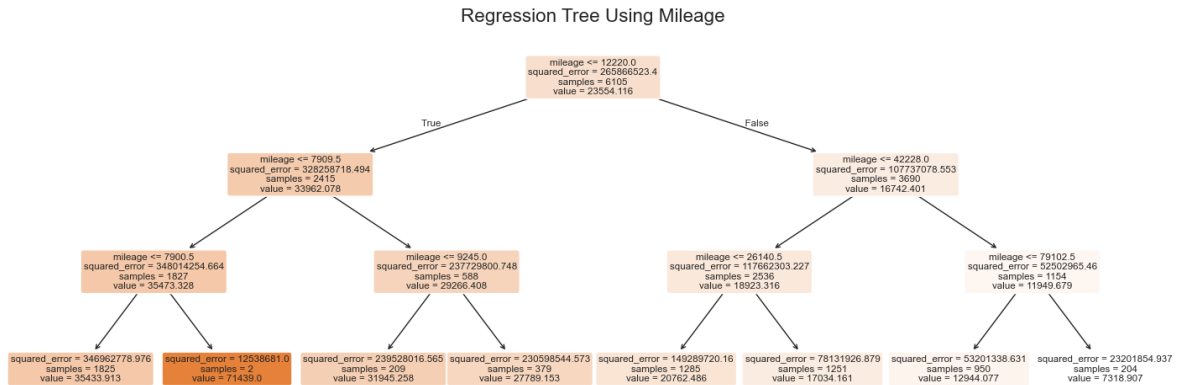 Regression Tree Using Mileage
mileage <= 12220.0
squared_error = 265866523.4
samples = 6105
value = 23554.116
True
False
mileage <= 7909.5
squared_error = 328258718.494
samples = 2415
value = 33962.078
mileage <= 42228.0
squared_error = 107737078.553
samples = 3690
value = 16742.401
mileage <= 7900.5
squared_error = 348014254.664
samples = 1827
value = 35473.328
mileage <= 9245.0
squared_error = 237729800.748
samples = 588
value = 29266.408
mileage <= 26140.5
squared_error = 117662303.227
samples = 2536
value = 18923.316
mileage <= 79102.5
squared_error = 52502965.46
samples = 1154
value = 11949.679
squared_error = 346962778.976
samples = 1825
value = 35433.913
squared_error = 12538681.0
samples = 2
value = 71439.0
squared_error = 239528016.565
samples = 209
value = 31945.258
squared_error = 230598544.573
samples = 379
value = 27789.153
squared_error = 149289720.16
samples = 1285
value = 20762.486
squared_error = 78131926.879
samples = 1251
value = 17034.161
squared_error = 53201338.631
samples = 950
value = 12944.077
squared_error = 23201854.937
samples = 204
value = 7318.907